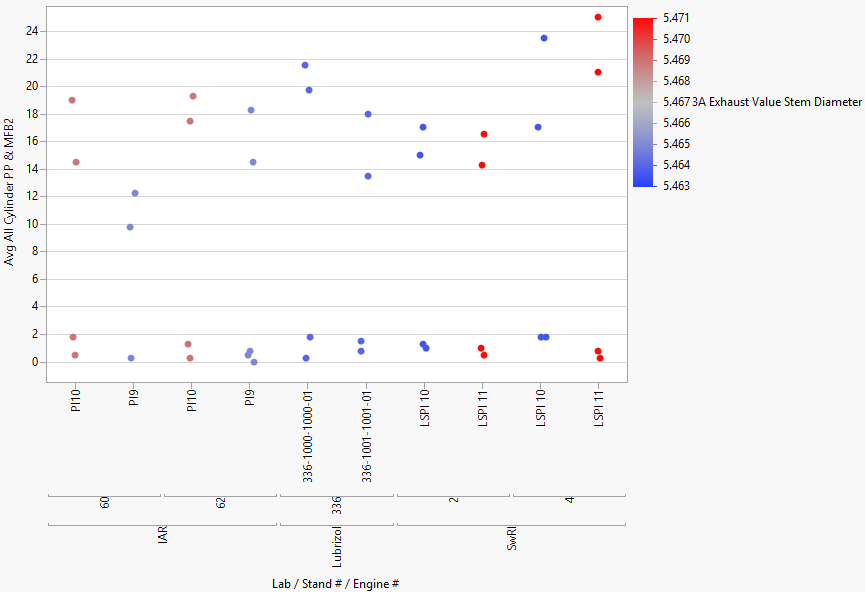 Avg All Cylinder PP & MFB2
24
22
20
18
16
14
12
10
8
6
4
2
0
5.471
5.470
5.469
5.468
5.467
5.466
5.465
5.464
5.463
3A Exhaust Value Stem Diameter
PI10
PI9
PI10
PI9
336-1000-1000-01
336-1001-1001-01
LSPI 10
LSPI 11
LSPI 10
LSPI 11
60
62
336
2
4
IAR
Lubrizol
SwRI
Lab / Stand # / Engine #